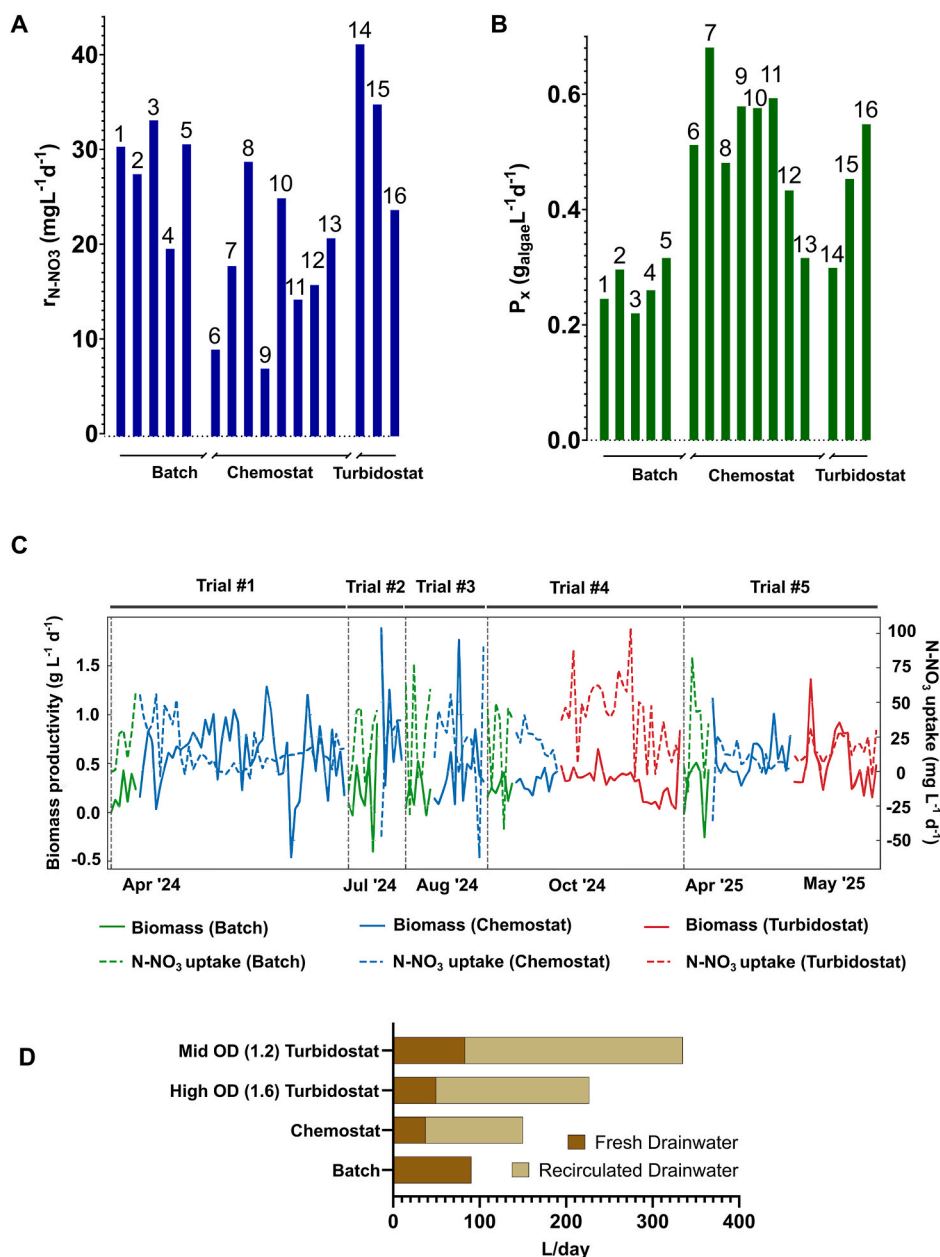 A
r_N-NO3 (mgL⁻¹d⁻¹)
40
30
20
10
0
1
2
3
4
5
6
7
8
9
10
11
12
13
14
15
16
Batch
Chemostat
Turbidostat
B
P_x (g_algae L⁻¹d⁻¹)
0.6
0.4
0.2
0.0
1
2
3
4
5
6
7
8
9
10
11
12
13
14
15
16
Batch
Chemostat
Turbidostat
C
Trial #1
Trial #2
Trial #3
Trial #4
Trial #5
Biomass productivity (g L⁻¹ d⁻¹)
1.5
1.0
0.5
0.0
-0.5
100
75
50
25
0
-25
-50
N-NO₃ uptake (mg L⁻¹ d⁻¹)
Apr '24
Jul '24
Aug '24
Oct '24
Apr '25
May '25
Biomass (Batch)
Biomass (Chemostat)
Biomass (Turbidostat)
N-NO₃ uptake (Batch)
N-NO₃ uptake (Chemostat)
N-NO₃ uptake (Turbidostat)
D
Mid OD (1.2) Turbidostat
High OD (1.6) Turbidostat
Chemostat
Batch
Fresh Drainwater
Recirculated Drainwater
0
100
200
300
400
L/day